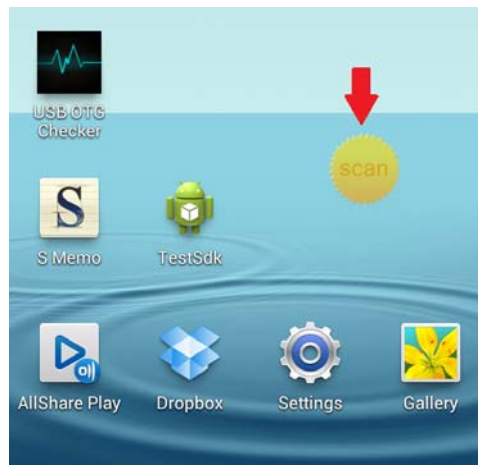 USB OTG
Checker
scan
S
S Memo
TestSdk
AllShare Play
Dropbox
Settings
Gallery